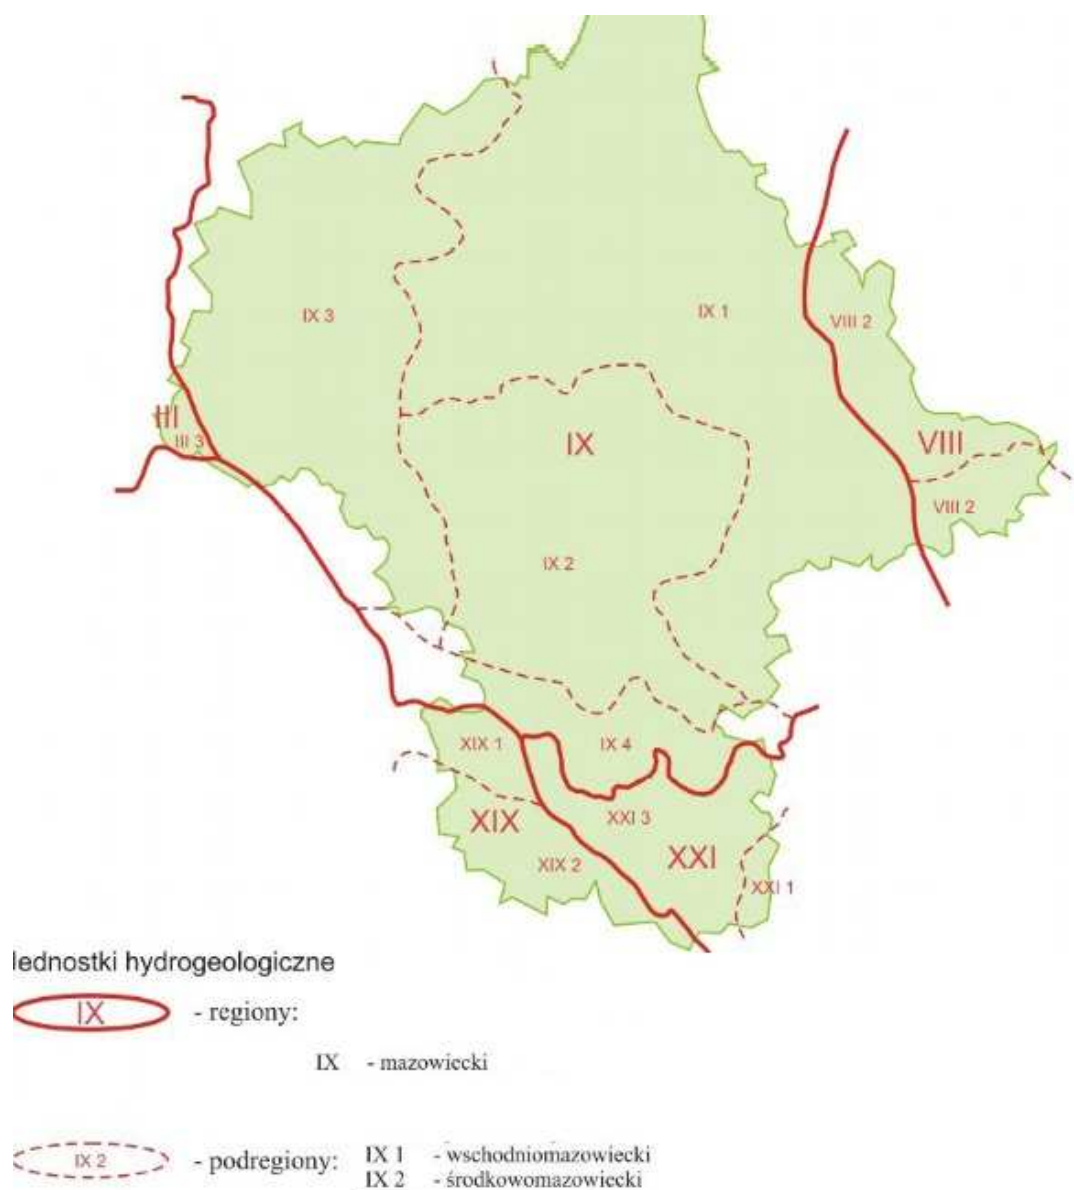 IX 3
IX 1
VIII 2
III
III 3
IX
VIII
VIII 2
IX 2
XIX 1
IX 4
XIX
XXI 3
XXI
XIX 2
XXI 1
Jednostki hydrogeologiczne
IX - regiony:
IX - mazowiecki
IX 2 - podregiony: IX 1 - wschodniomazowiecki
IX 2 - środkowomazowiecki